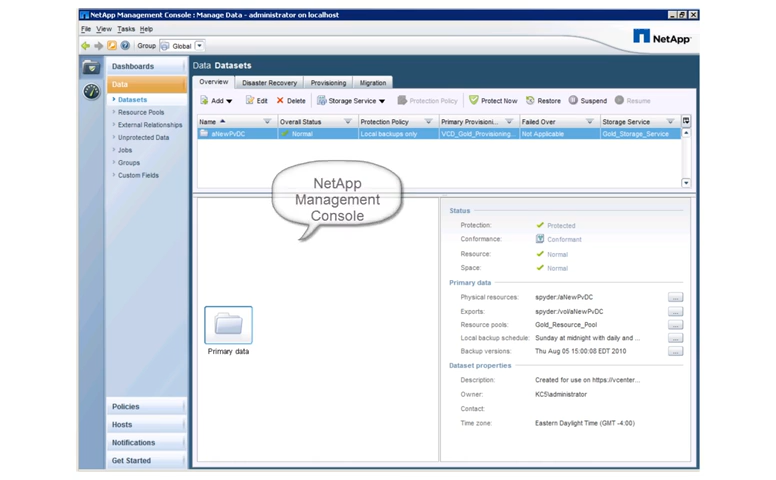 NetApp Management Console : Manage Data - administrator on localhost
File View Tasks Help
Group Global
NetApp
Dashboards
Data
Datasets
Resource Pools
External Relationships
Unprotected Data
Jobs
Groups
Custom Fields
Policies
Hosts
Notifications
Get Started
Data Datasets
Overview Disaster Recovery Provisioning Migration
Add Edit Delete Storage Service Protection Policy Protect Now Restore Suspend Resume
Name Overall Status Protection Policy Primary Provisioni... Failed Over Storage Service
aNewPvDC Normal Local backups only VCD_Gold_Provisioning... Not Applicable Gold_Storage_Service
NetApp
Management
Console
Primary data
Status
Protection: Protected
Conformance: Conformant
Resource: Normal
Space: Normal
Primary data
Physical resources: spyder:/aNewPvDC ...
Exports: spyder:/vol/aNewPvDC ...
Resource pools: Gold_Resource_Pool ...
Local backup schedule: Sunday at midnight with daily and ... ...
Backup versions: Thu Aug 05 15:00:08 EDT 2010 ...
Dataset properties
Description: Created for use on https://vcenter...
Owner: KC5\administrator
Contact:
Time zone: Eastern Daylight Time (GMT -4:00)